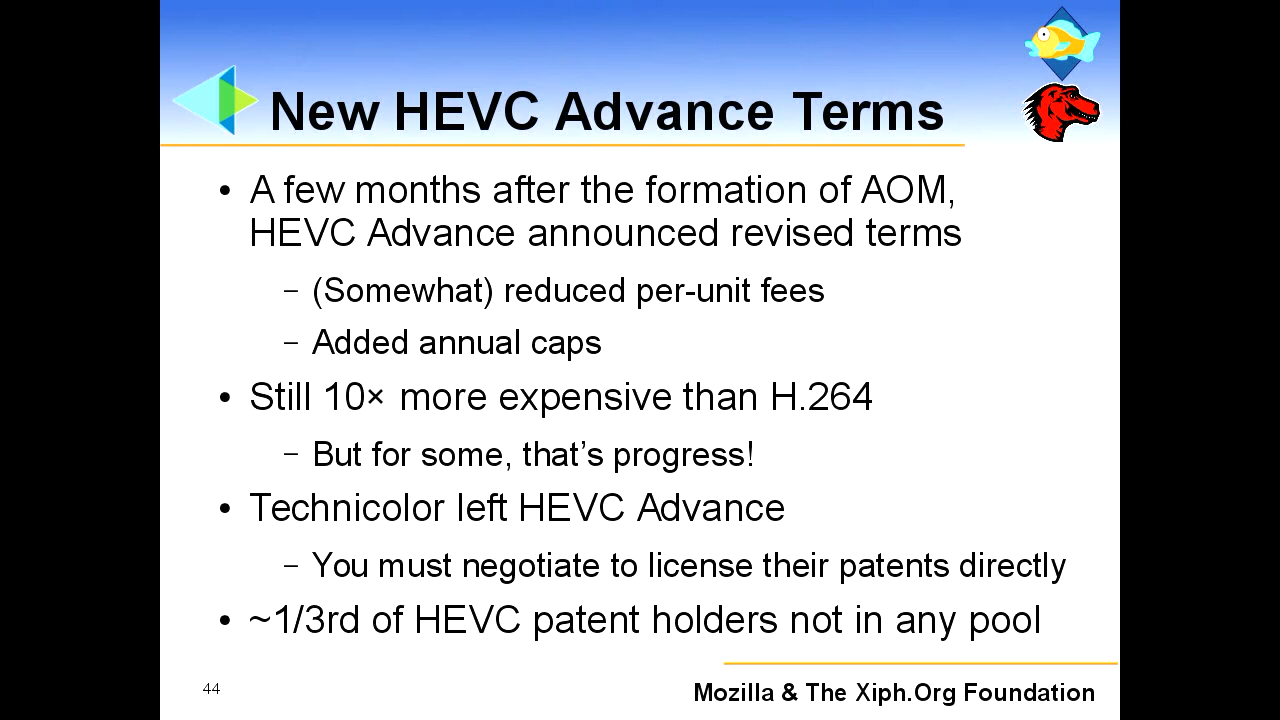 New HEVC Advance Terms
• A few months after the formation of AOM,
HEVC Advance announced revised terms
– (Somewhat) reduced per-unit fees
– Added annual caps
• Still 10× more expensive than H.264
– But for some, that’s progress!
• Technicolor left HEVC Advance
– You must negotiate to license their patents directly
• ~1/3rd of HEVC patent holders not in any pool
44
Mozilla & The Xiph.Org Foundation